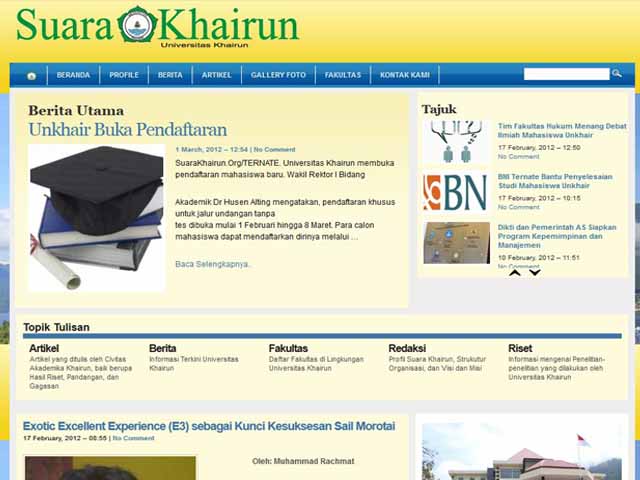 Suara Khairun
Universitas Khairun
BERANDA PROFILE BERITA ARTIKEL GALLERY FOTO FAKULTAS KONTAK KAMI
Berita Utama
Unkhair Buka Pendaftaran
1 March, 2012 – 12:54 | No Comment
SuaraKhairun.Org/TERNATE. Universitas Khairun membuka
pendaftaran mahasiswa baru. Wakil Rektor I Bidang
Akademik Dr Husen Alting mengatakan, pendaftaran khusus
untuk jalur undangan tanpa
tes dibuka mulai 1 Februari hingga 8 Maret. Para calon
mahasiswa dapat mendaftarkan dirinya melalui ...
Baca Selengkapnya..
Tajuk
Tim Fakultas Hukum Menang Debat
Ilmiah Mahasiswa Unkhair
17 February, 2012 – 12:50
No Comment
BN
BNI Ternate Bantu Penyelesaian
Studi Mahasiswa Unkhair
17 February, 2012 – 10:15
No Comment
Dikti dan Pemerintah AS Siapkan
Program Kepemimpinan dan
Manajemen
10 February, 2012 – 11:51
No Comment
Topik Tulisan
Artikel
Artikel yang ditulis oleh Civitas
Akademika Khairun, baik berupa
Hasil Riset, Pandangan, dan
Gagasan
Berita
Informasi Terkini Universitas
Khairun
Fakultas
Daftar Fakultas di Lingkungan
Universitas Khairun
Redaksi
Profil Suara Khairun, Strukutur
Organisasi, dan Visi dan Misi
Riset
Informasi mengenai Penelitian-
penelitian yang dilakukan oleh
Universitas Khairun
Exotic Excellent Experience (E3) sebagai Kunci Kesuksesan Sail Morotai
17 February, 2012 – 08:55 | No Comment
Oleh: Muhammad Rachmat